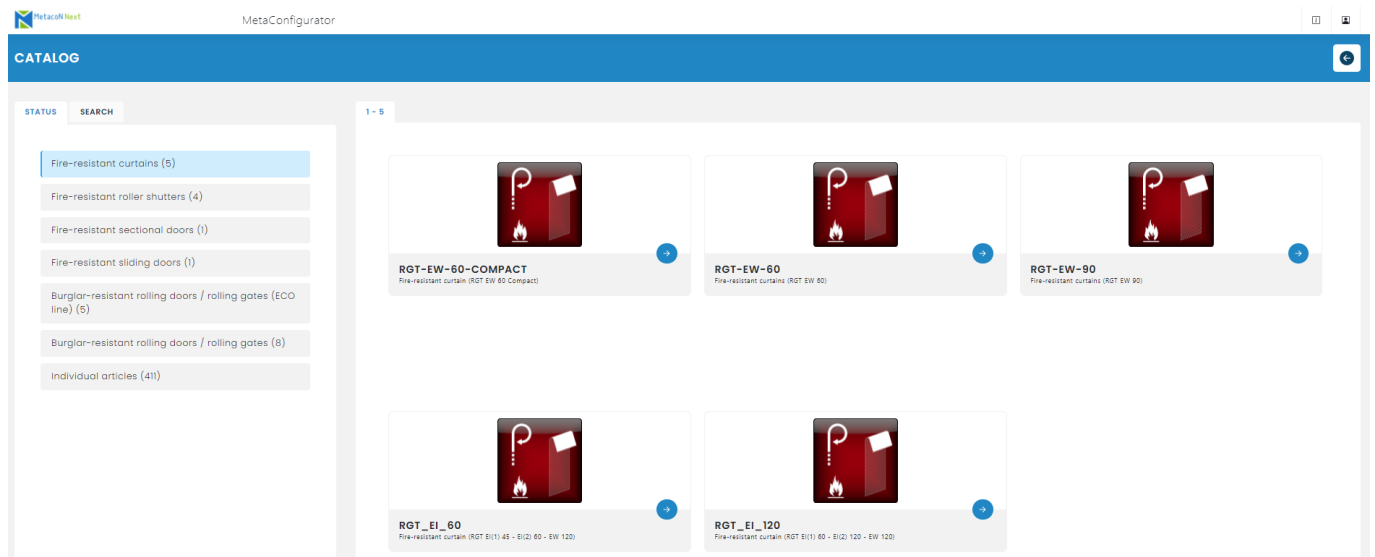 MetacoN Next
MetaConfigurator
CATALOG
STATUS
SEARCH
Fire-resistant curtains (5)
Fire-resistant roller shutters (4)
Fire-resistant sectional doors (1)
Fire-resistant sliding doors (1)
Burglar-resistant rolling doors / rolling gates (ECO
line) (5)
Burglar-resistant rolling doors / rolling gates (8)
Individual articles (411)
1 - 5
RGT-EW-60-COMPACT
Fire-resistant curtain (RGT EW 60 Compact)
RGT-EW-60
Fire-resistant curtains (RGT EW 60)
RGT-EW-90
Fire-resistant curtains (RGT EW 90)
RGT_EI_60
Fire-resistant curtain (RGT EI(1) 45 - EI(2) 60 - EW 120)
RGT_EI_120
Fire-resistant curtain (RGT EI(1) 60 - EI(2) 120 - EW 120)